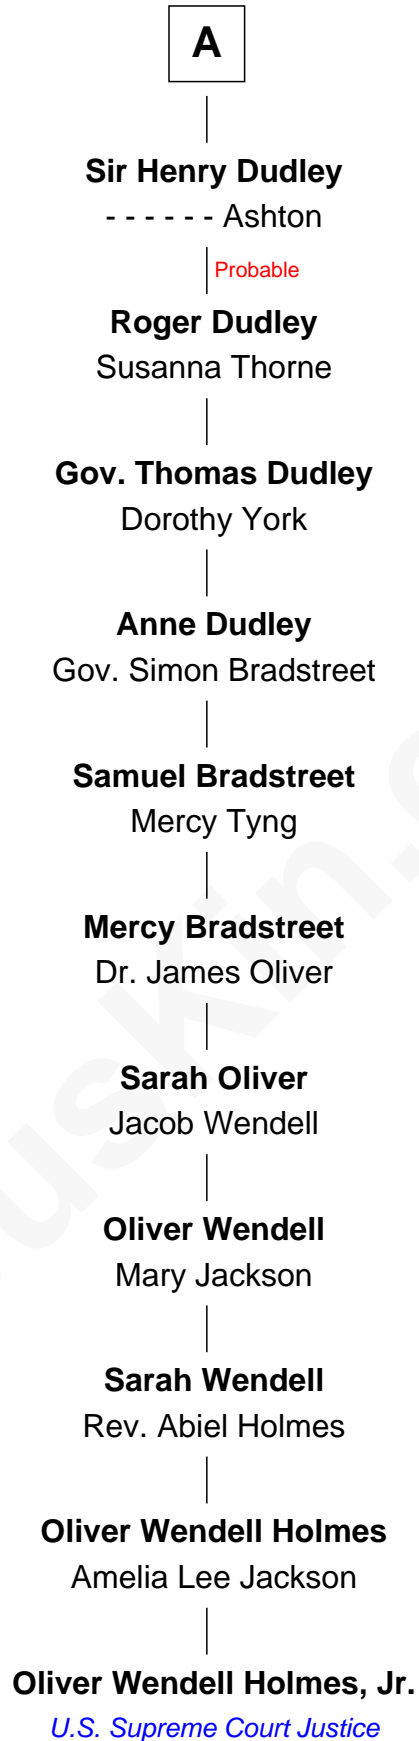 A
Sir Henry Dudley
- - - - - - Ashton
Probable
Roger Dudley
Susanna Thorne
Gov. Thomas Dudley
Dorothy York
Anne Dudley
Gov. Simon Bradstreet
Samuel Bradstreet
Mercy Tyng
Mercy Bradstreet
Dr. James Oliver
Sarah Oliver
Jacob Wendell
Oliver Wendell
Mary Jackson
Sarah Wendell
Rev. Abiel Holmes
Oliver Wendell Holmes
Amelia Lee Jackson
Oliver Wendell Holmes, Jr.
U.S. Supreme Court Justice